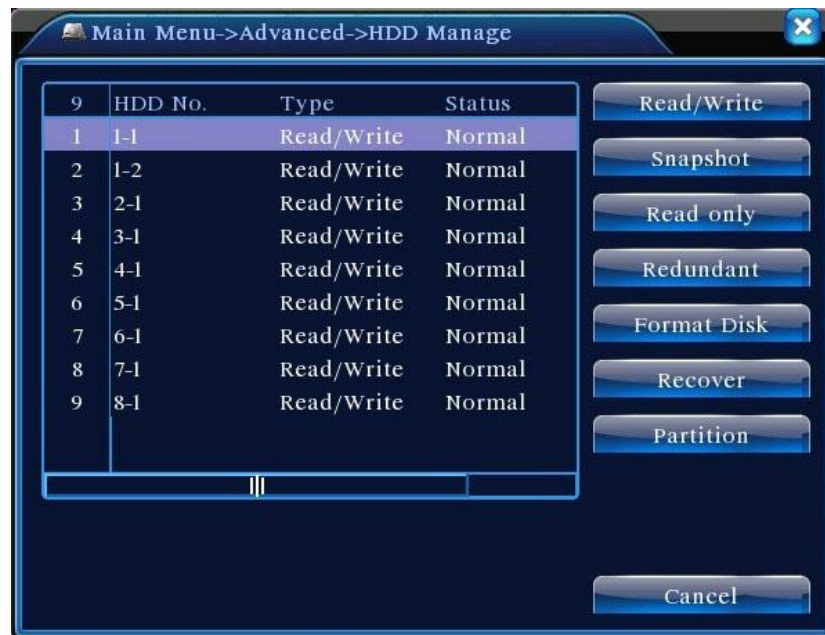 Main Menu->Advanced->HDD Manage
9 HDD No. Type Status
1 1-1 Read/Write Normal
2 1-2 Read/Write Normal
3 2-1 Read/Write Normal
4 3-1 Read/Write Normal
5 4-1 Read/Write Normal
6 5-1 Read/Write Normal
7 6-1 Read/Write Normal
8 7-1 Read/Write Normal
9 8-1 Read/Write Normal
Read/Write
Snapshot
Read only
Redundant
Format Disk
Recover
Partition
Cancel